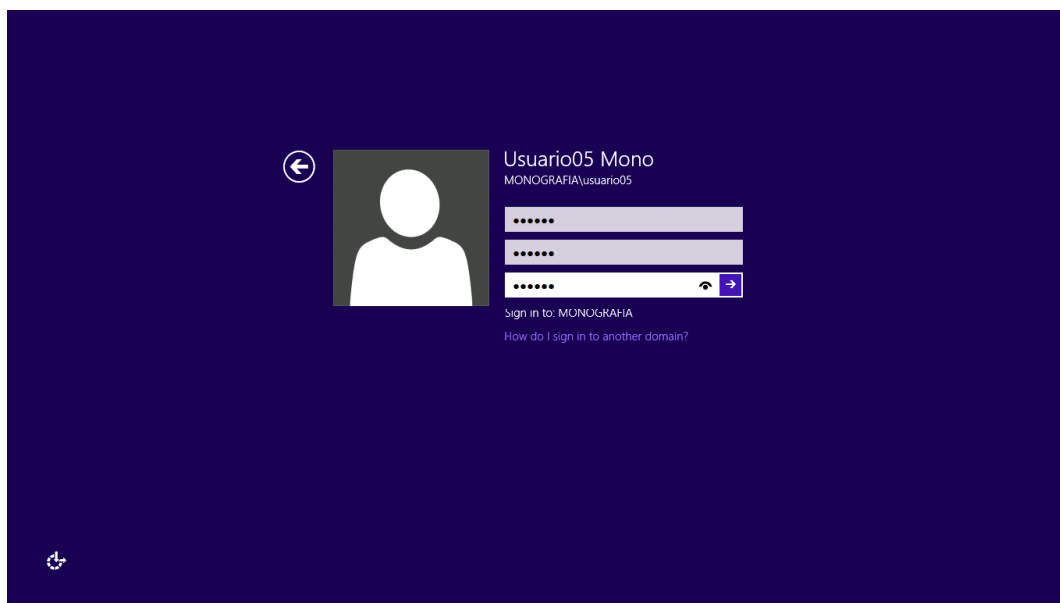 Usuario05 Mono
MONOGRAFIA\usuario05
••••••
••••••
••••••
Sign in to: MONOGRAFIA
How do I sign in to another domain?